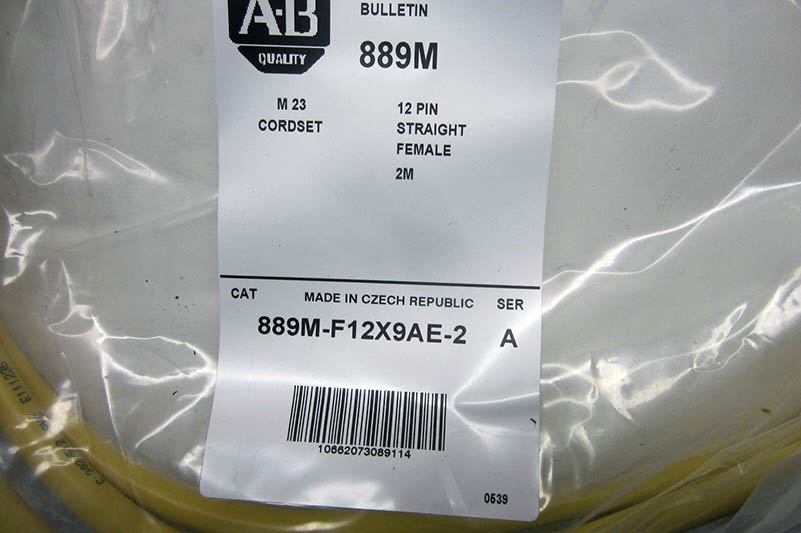 A-B
QUALITY
BULLETIN
889M
M 23
CORDSET
12 PIN
STRAIGHT
FEMALE
2M
CAT
MADE IN CZECH REPUBLIC
SER
889M-F12X9AE-2
A
10662073089114
0539